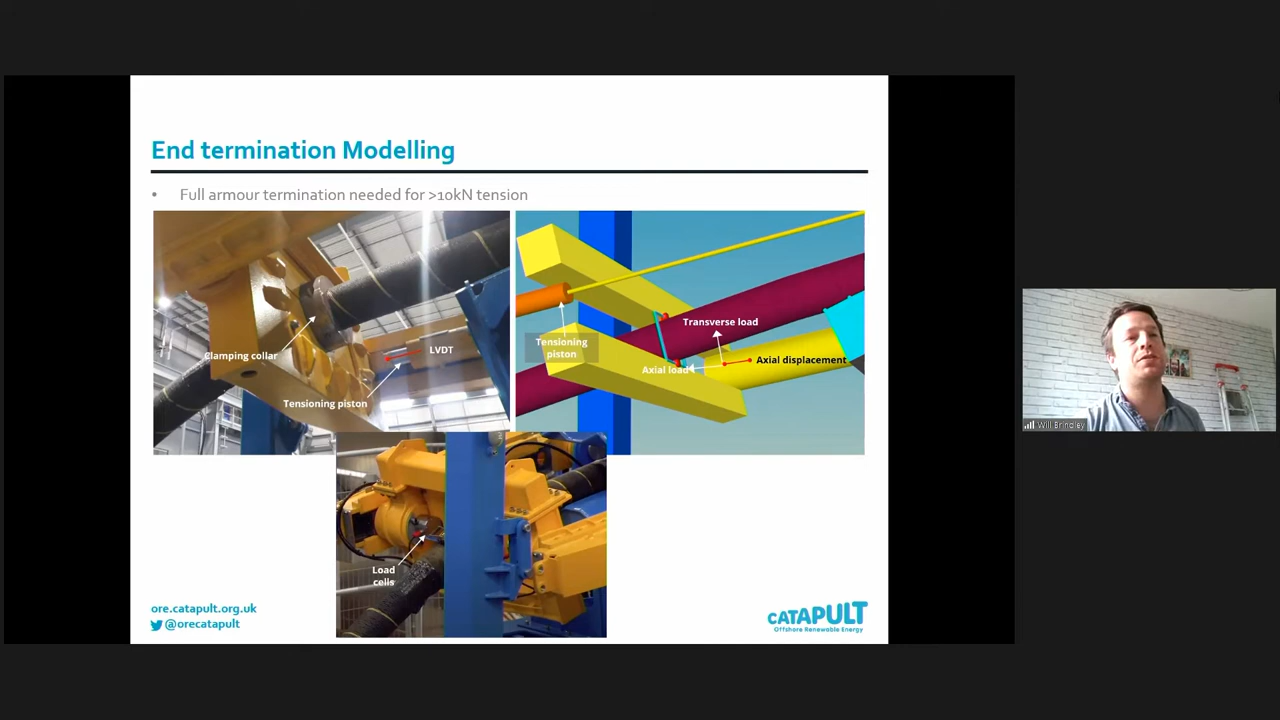 End termination Modelling
• Full armour termination needed for >10kN tension
Clamping collar
LVDT
Tensioning piston
Tensioning
piston
Transverse load
Axial load
Axial displacement
Load
cells
ore.catapult.org.uk
@orecatapult
CATAPULT
Offshore Renewable Energy
Will Brindley